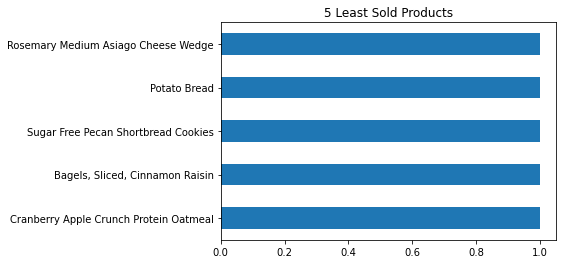 5 Least Sold Products
Rosemary Medium Asiago Cheese Wedge
Potato Bread
Sugar Free Pecan Shortbread Cookies
Bagels, Sliced, Cinnamon Raisin
Cranberry Apple Crunch Protein Oatmeal
0.0 0.2 0.4 0.6 0.8 1.0